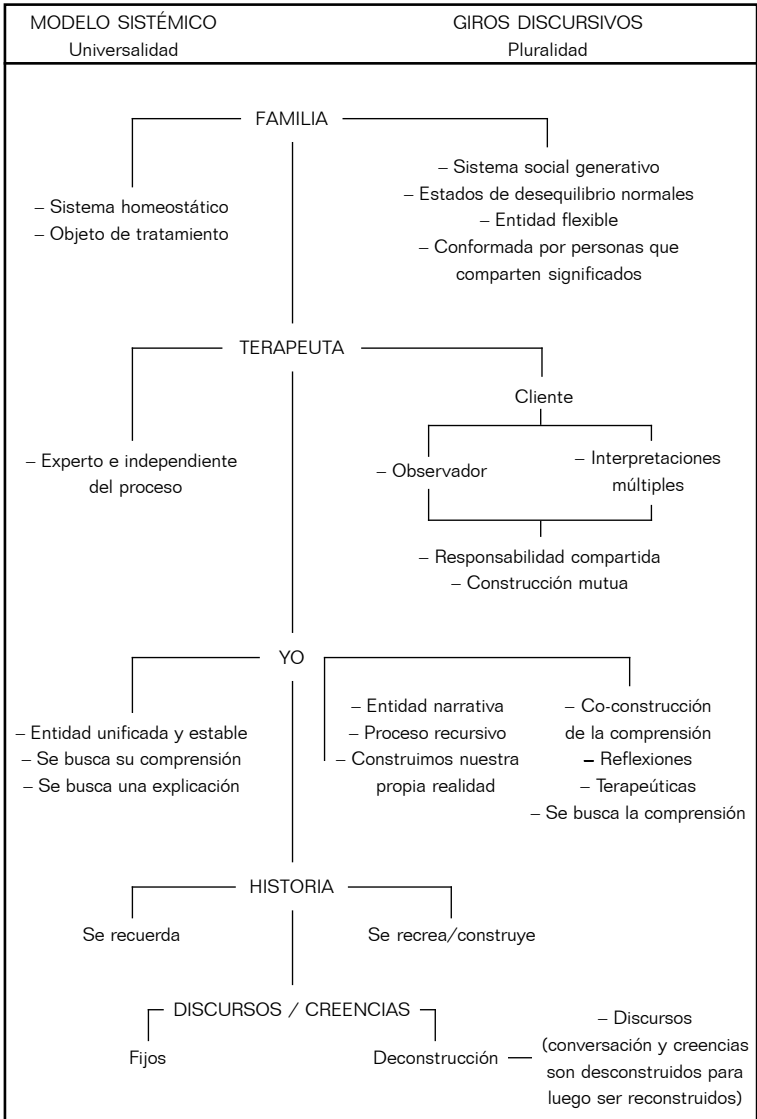 MODELO SISTÉMICO
Universalidad
GIROS DISCURSIVOS
Pluralidad
FAMILIA
– Sistema homeostático
– Objeto de tratamiento
– Sistema social generativo
– Estados de desequilibrio normales
– Entidad flexible
– Conformada por personas que
comparten significados
TERAPEUTA
– Experto e independiente
del proceso
Cliente
– Observador
– Interpretaciones
múltiples
– Responsabilidad compartida
– Construcción mutua
YO
– Entidad unificada y estable
– Se busca su comprensión
– Se busca una explicación
– Entidad narrativa
– Proceso recursivo
– Construimos nuestra
propia realidad
– Co-construcción
de la comprensión
– Reflexiones
– Terapeúticas
– Se busca la comprensión
HISTORIA
Se recuerda
Se recrea/construye
DISCURSOS / CREENCIAS
Fijos
Deconstrucción
– Discursos
(conversación y creencias
son desconstruidos para
luego ser reconstruidos)